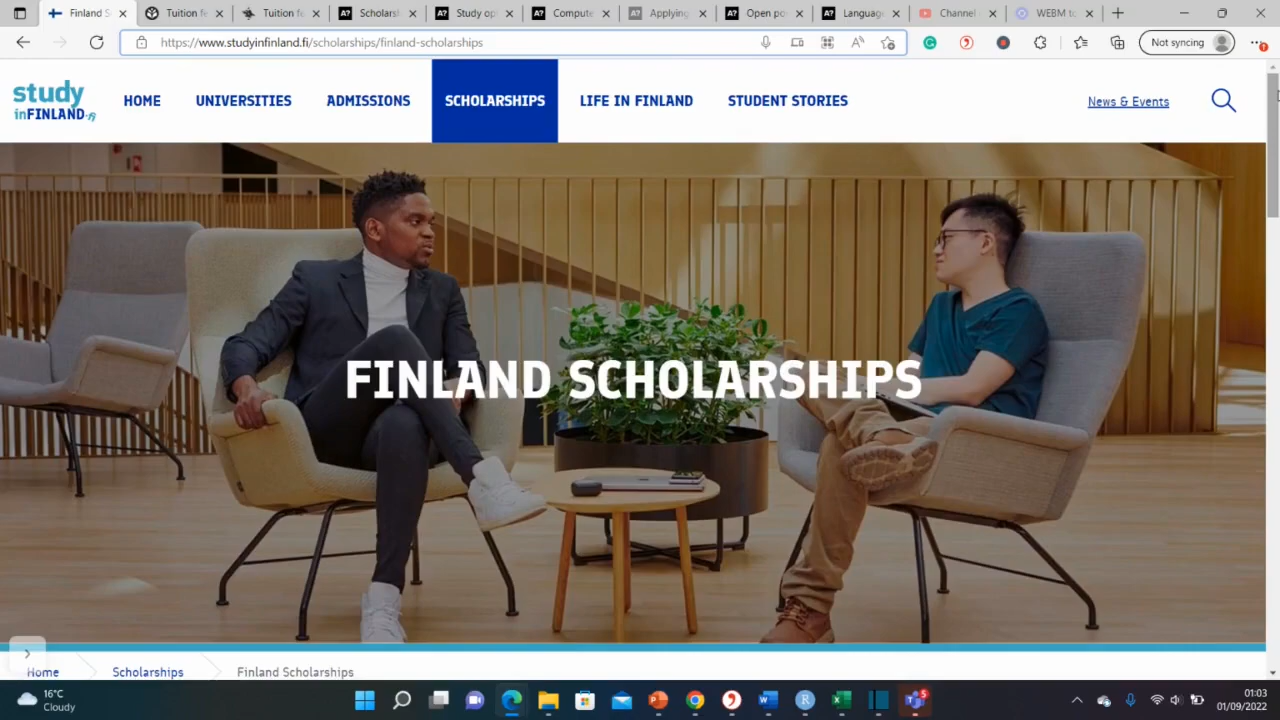 Finland S
Tuition fe
Tuition fe
Scholars
Study op
Compute
Applying
Open po
Language
Channel
WEBM to
https://www.studyinfinland.fi/scholarships/finland-scholarships
Not syncing
study
inFINLAND.fi
HOME
UNIVERSITIES
ADMISSIONS
SCHOLARSHIPS
LIFE IN FINLAND
STUDENT STORIES
News & Events
FINLAND SCHOLARSHIPS
Home
Scholarships
Finland Scholarships
16°C
Cloudy
01:03
01/09/2022